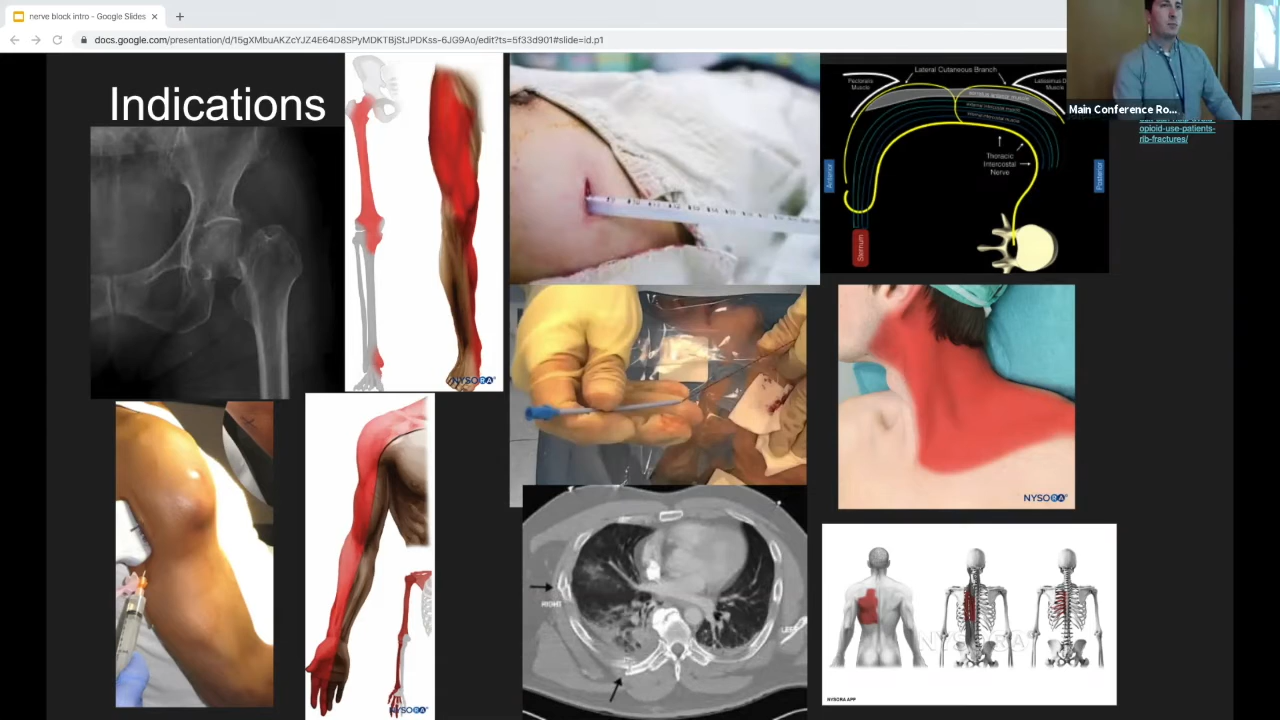 nerve block intro - Google Slides
docs.google.com/presentation/d/15gXMbuAKZcYJZ4E64D8SPyMDKTBjStJPDKss-6JG9Ao/edit?ts=5f33d901#slide=id.p1
Main Conference Ro...
opioid-use-patients-
rib-fractures/
Indications
Lateral Cutaneous Branch
Pectoralis
Muscle
Muscle
Thoracic
Intercostal
Nerve
Anterior
Posterior
Sternum
NYSORA
NYSORA
RIGHT
LEFT
NYSORA
NYSORA
NYSORA APP